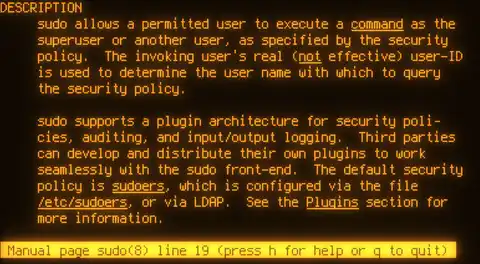 DESCRIPTION
sudo allows a permitted user to execute a command as the
superuser or another user, as specified by the security
policy.  The invoking user's real (not effective) user-ID
is used to determine the user name with which to query
the security policy.

sudo supports a plugin architecture for security poli-
cies, auditing, and input/output logging.  Third parties
can develop and distribute their own plugins to work
seamlessly with the sudo front-end.  The default security
policy is sudoers, which is configured via the file
/etc/sudoers, or via LDAP.  See the Plugins section for
more information.

Manual page sudo(8) line 19 (press h for help or q to quit)